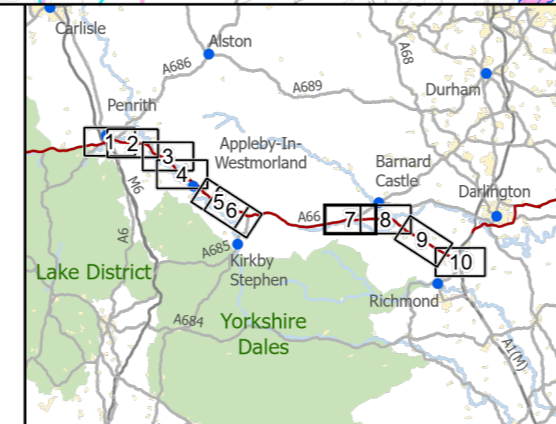 Carlisle
Alston
A686
A68
A689
Durham
Penrith
1
2
3
4
Appleby-In-
Westmorland
Barnard
Castle
Darlington
M6
5
6
A66
7
8
9
10
A6
A685
Kirkby
Stephen
Lake District
Richmond
A684
Yorkshire
Dales
A1(M)